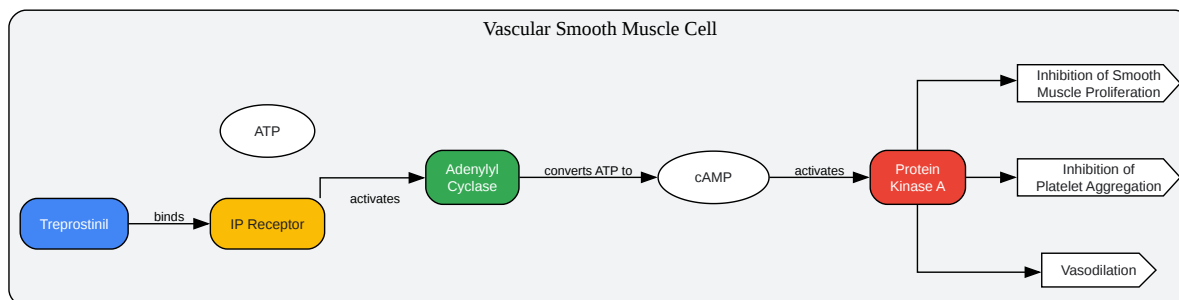 Vascular Smooth Muscle Cell
Inhibition of Smooth
Muscle Proliferation
ATP
Adenylyl
Cyclase
converts ATP to
cAMP
activates
Protein
Kinase A
Inhibition of
Platelet Aggregation
activates
Treprostinil
binds
IP Receptor
Vasodilation